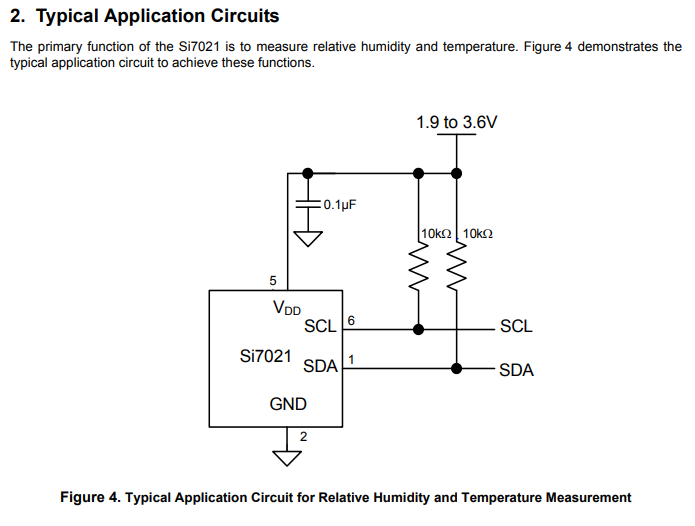 2. Typical Application Circuits
The primary function of the Si7021 is to measure relative humidity and temperature. Figure 4 demonstrates the
typical application circuit to achieve these functions.
1.9 to 3.6V
0.1µF
10kΩ 10kΩ
5
VDD
SCL 6 SCL
Si7021
SDA 1 SDA
GND
2
Figure 4. Typical Application Circuit for Relative Humidity and Temperature Measurement